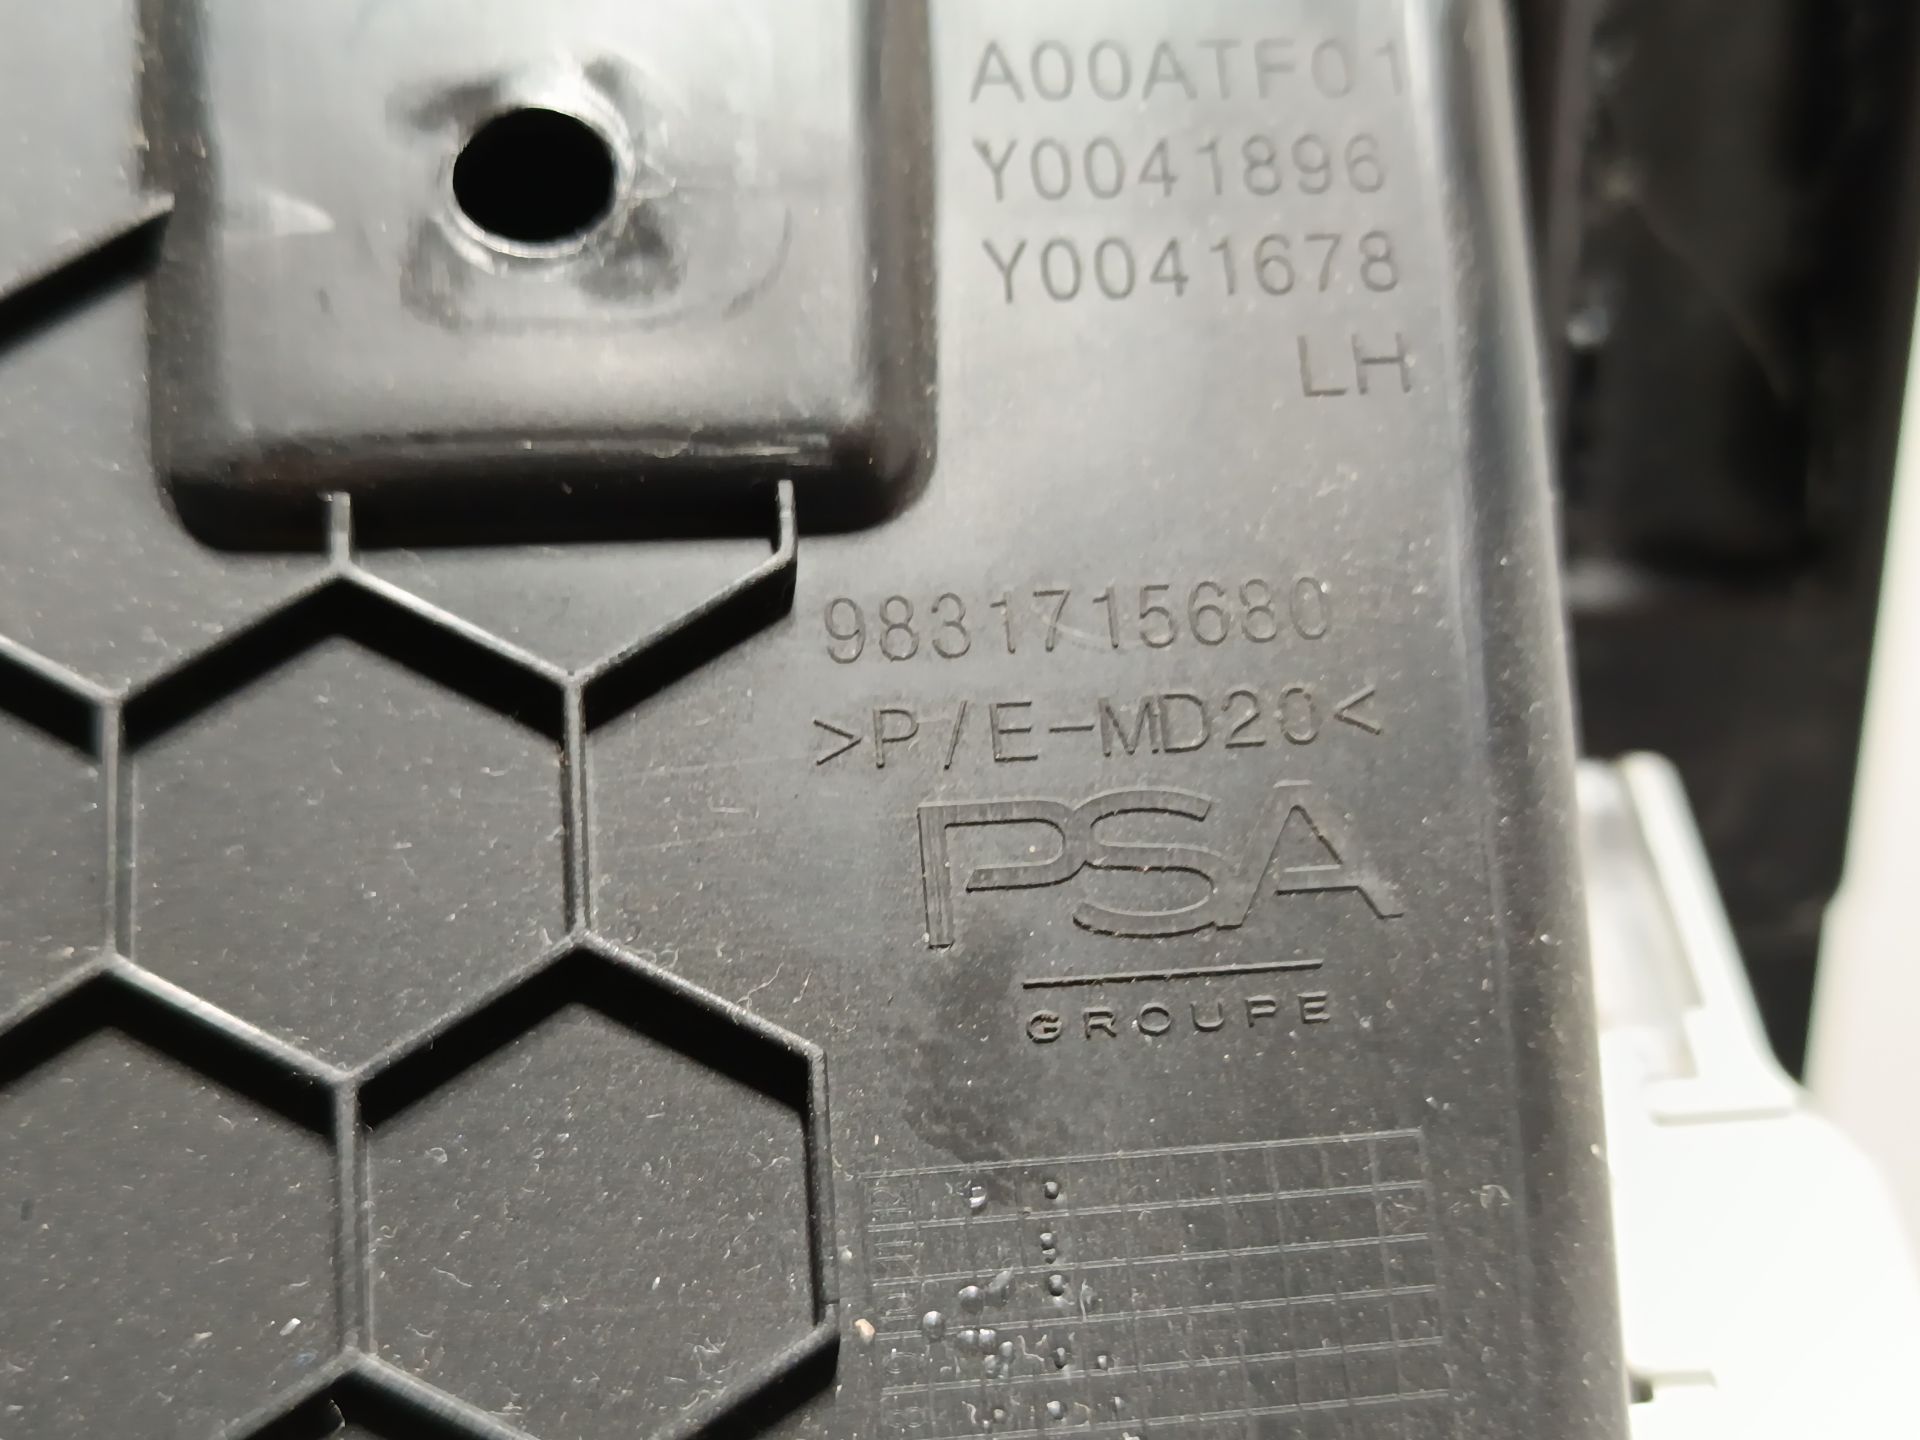 A00ATF01
Y0041896
Y0041678
LH
9831715680
>P/E-MD20<
PSA
GROUPE